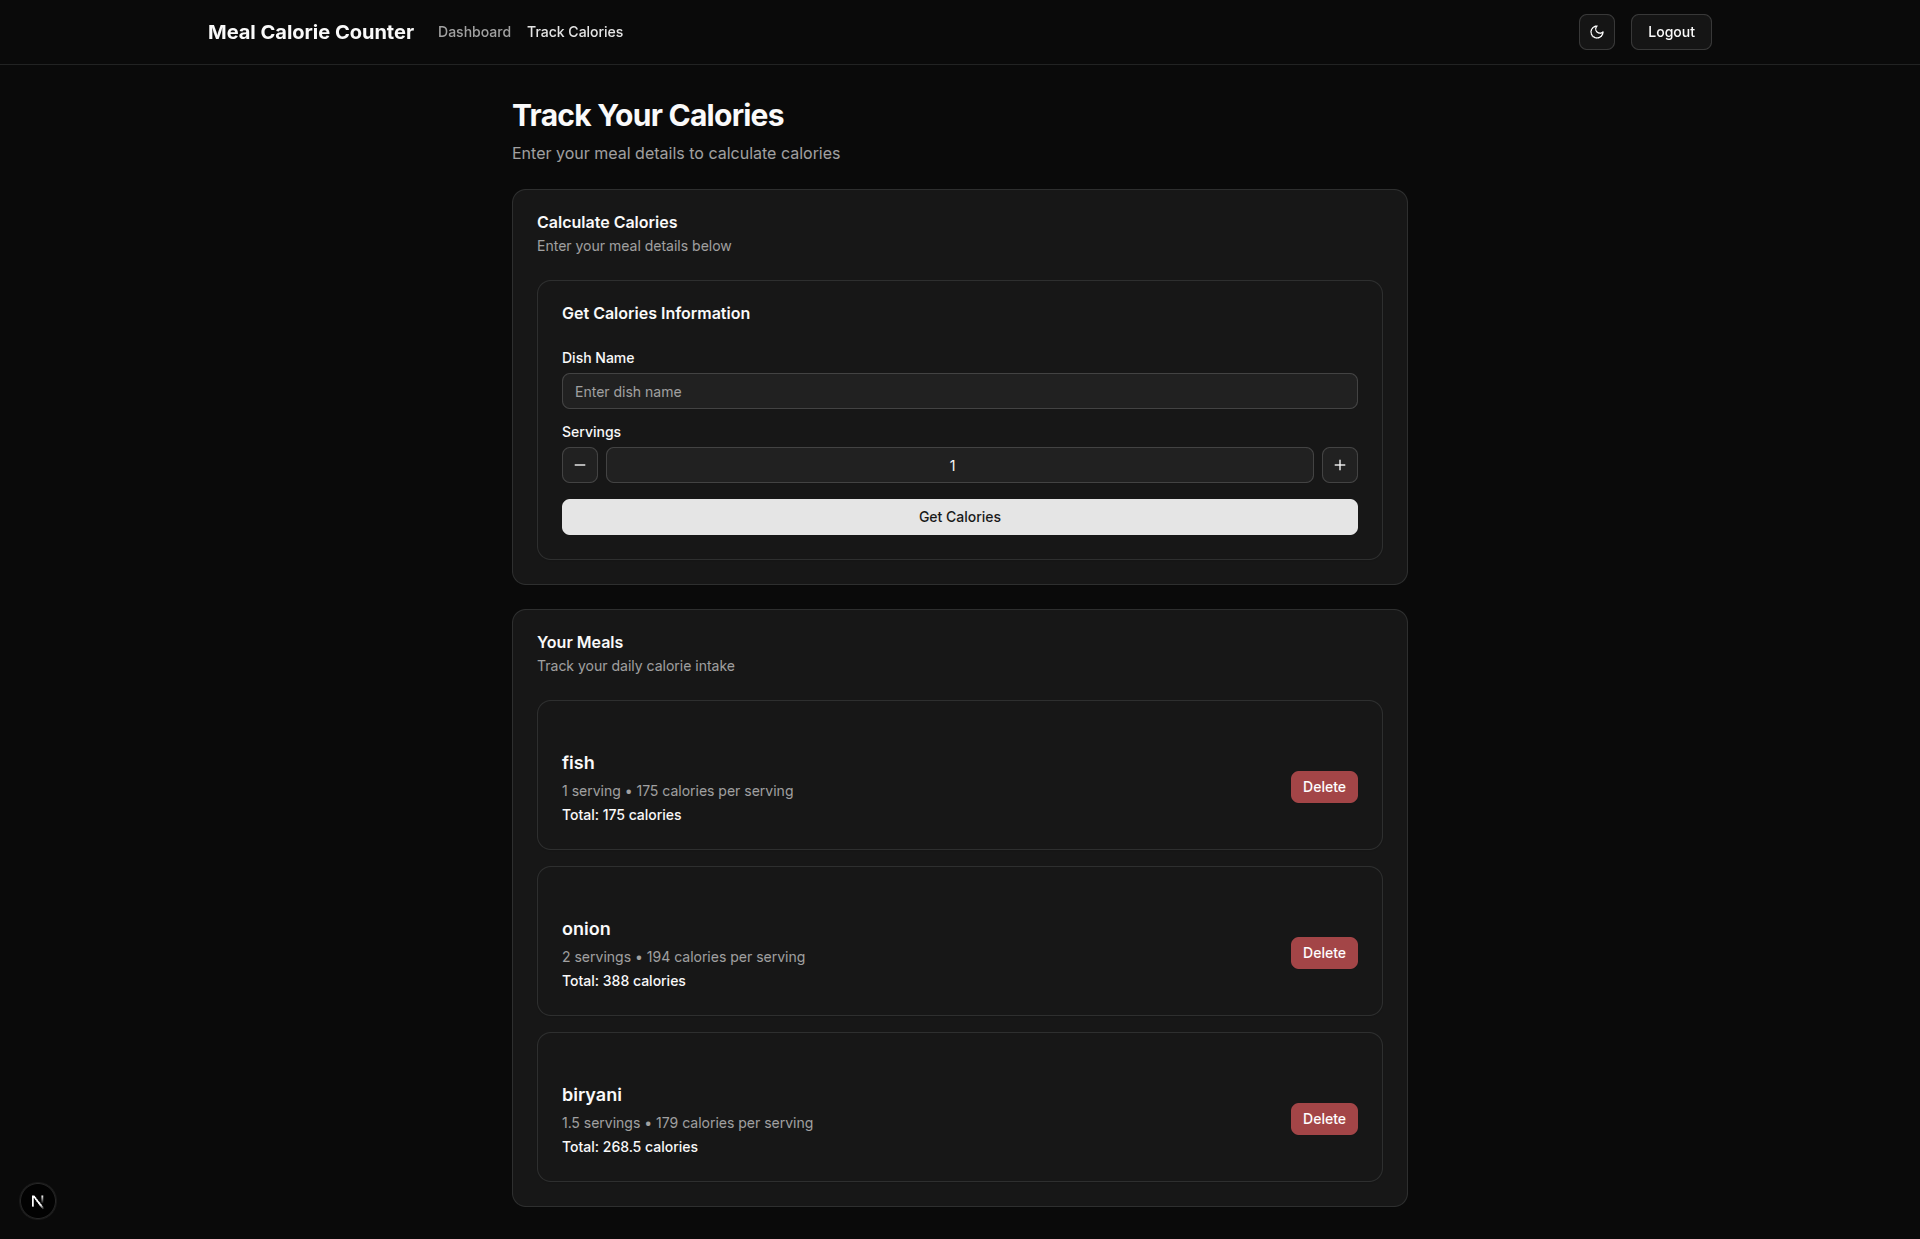 Meal Calorie Counter Dashboard Track Calories Logout
Track Your Calories
Enter your meal details to calculate calories
Calculate Calories
Enter your meal details below
Get Calories Information
Dish Name
Enter dish name
Servings
1
Get Calories
Your Meals
Track your daily calorie intake
fish
1 serving • 175 calories per serving
Total: 175 calories
Delete
onion
2 servings • 194 calories per serving
Total: 388 calories
Delete
biryani
1.5 servings • 179 calories per serving
Total: 268.5 calories
Delete
N